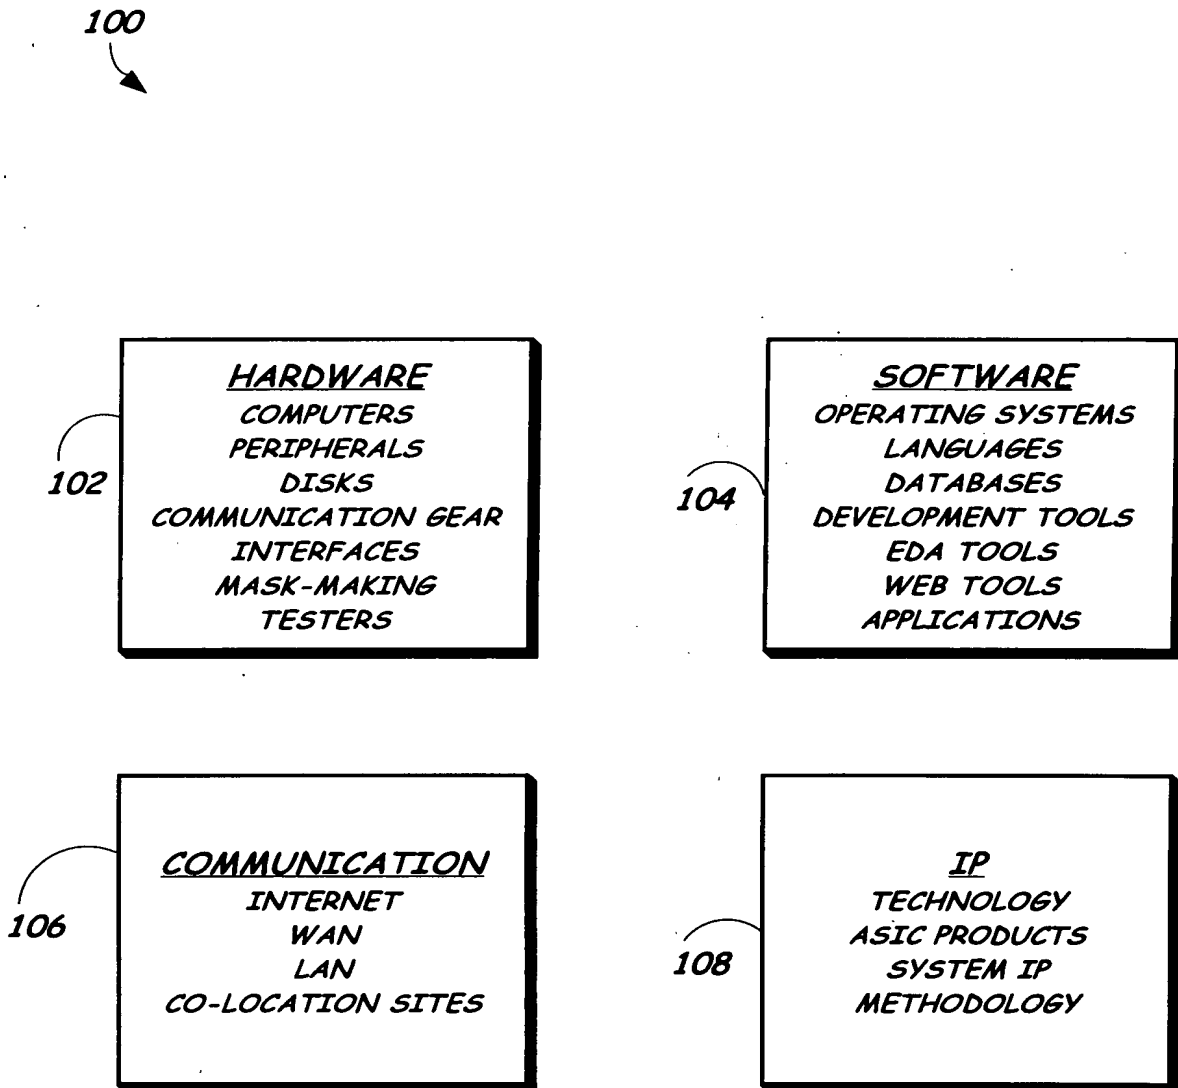 100
HARDWARE
COMPUTERS
PERIPHERALS
DISKS
COMMUNICATION GEAR
INTERFACES
MASK-MAKING
TESTERS
102
SOFTWARE
OPERATING SYSTEMS
LANGUAGES
DATABASES
DEVELOPMENT TOOLS
EDA TOOLS
WEB TOOLS
APPLICATIONS
104
COMMUNICATION
INTERNET
WAN
LAN
CO-LOCATION SITES
106
IP
TECHNOLOGY
ASIC PRODUCTS
SYSTEM IP
METHODOLOGY
108